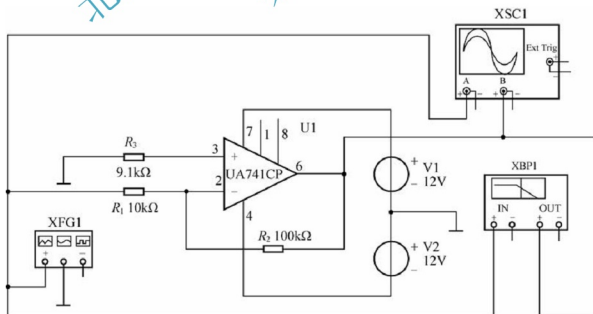 北
XSC1
Ext Trig
+
−
A
B
+ − + −
7 1 8 U1
R3
3
+
6
V1
12V
+
−
9.1kΩ
2
UA741CP
−
R1 10kΩ
4
XBP1
IN OUT
+ − + −
XFG1
+ −
R2 100kΩ
V2
12V
+
−